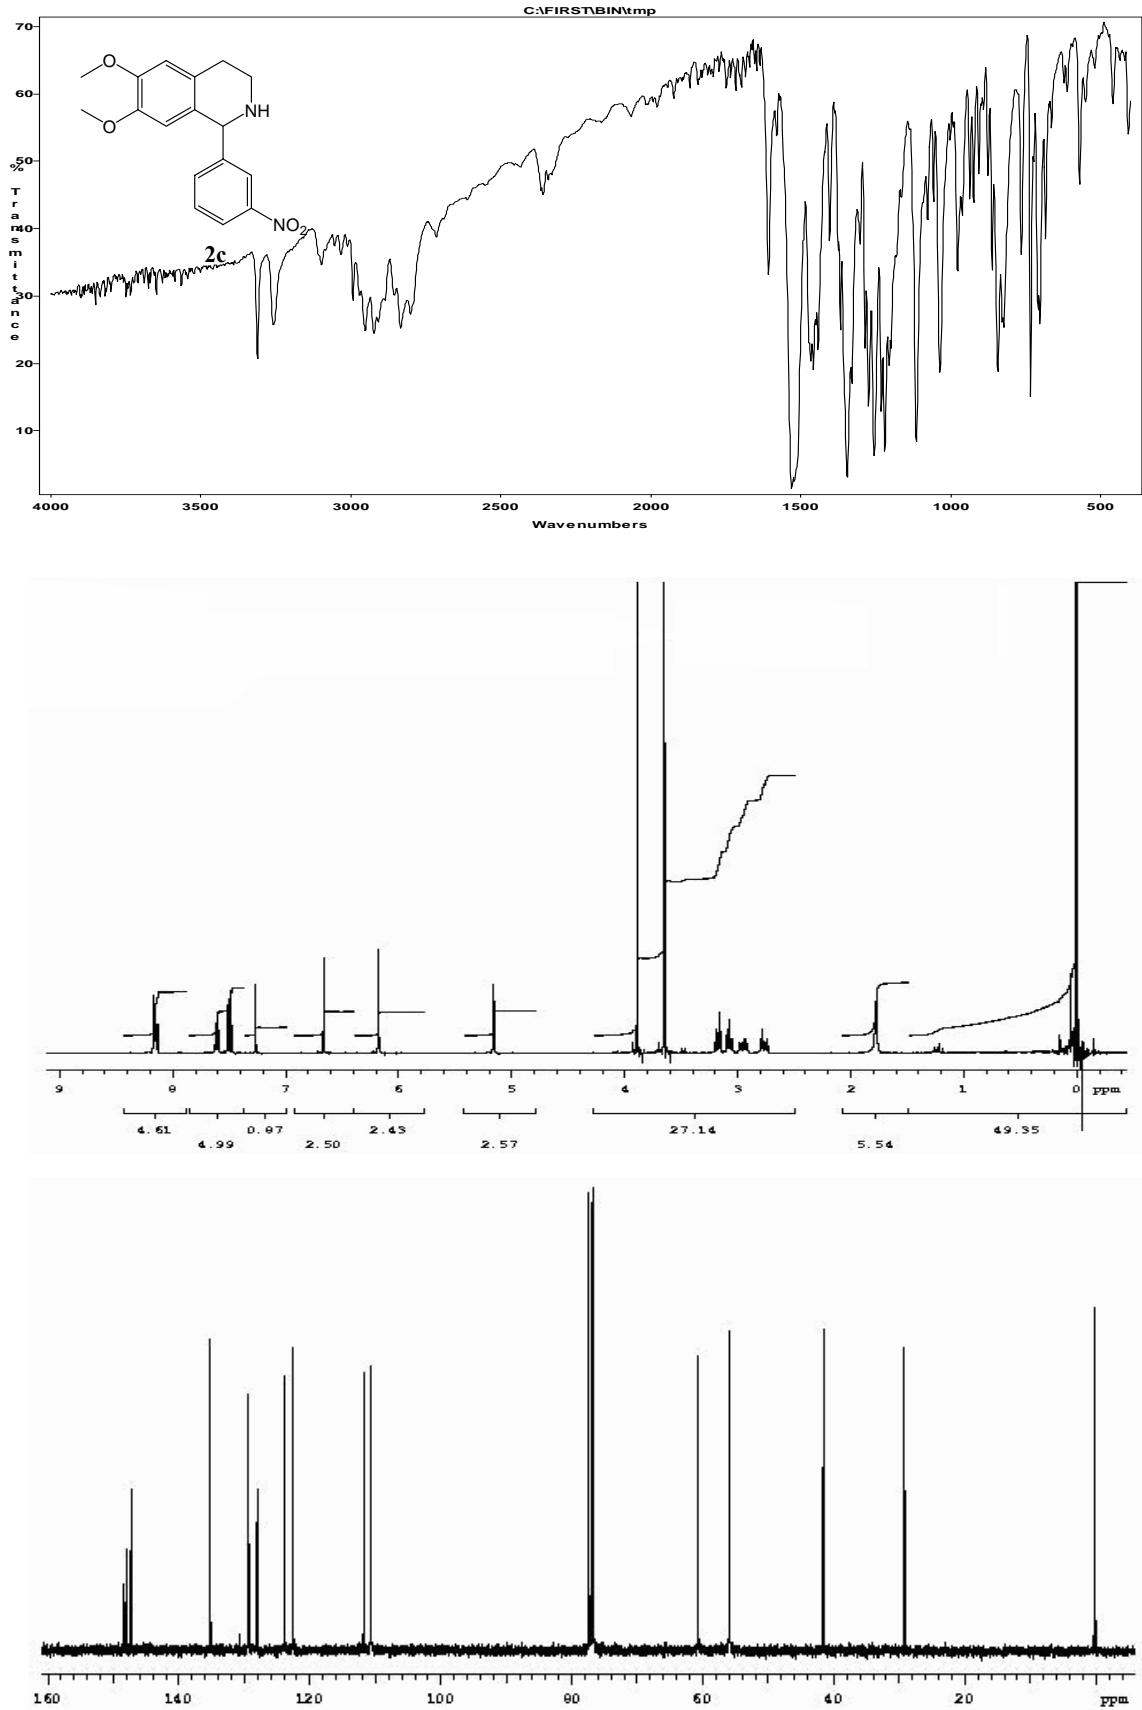 C:\FIRST\BIN\tmp
70
60
50
40
30
20
10
% Transmittance
O
O
NH
NO2
2c
4000 3500 3000 2500 2000 1500 1000 500
Wavenumbers
9 8 7 6 5 4 3 2 1 0 ppm
4.61 0.87 2.43 27.14 49.35
4.99 2.50 2.57 5.54
160 140 120 100 80 60 40 20 ppm